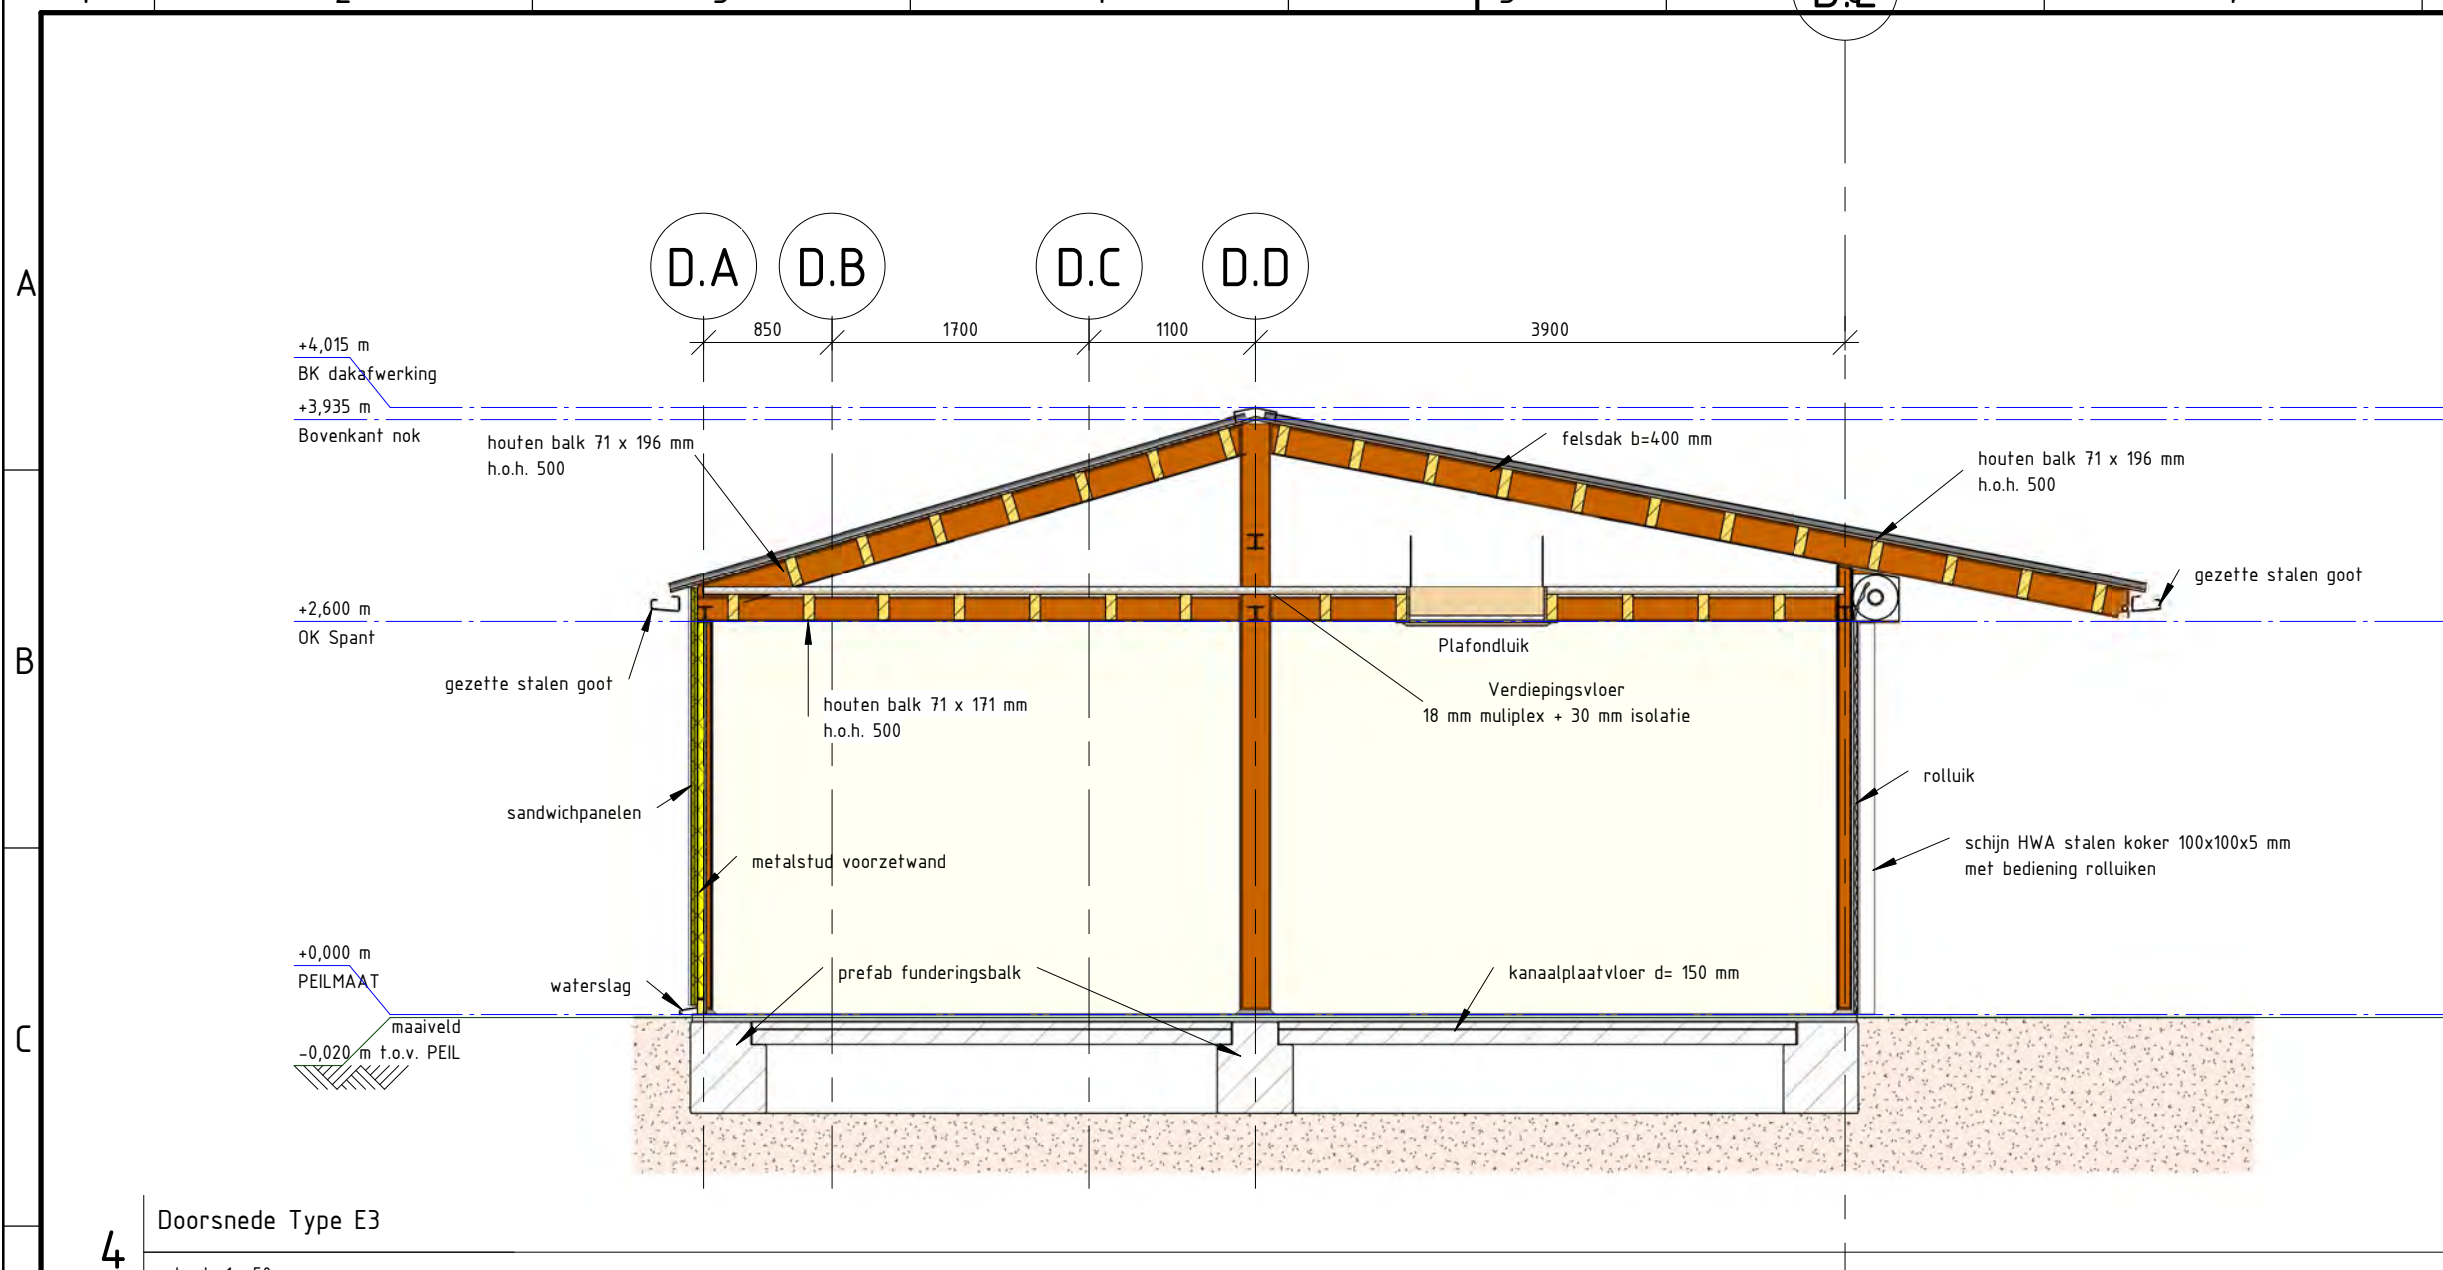 D.A
D.B
D.C
D.D
850
1700
1100
3900
A
+4,015 m
BK dakafwerking
+3,935 m
Bovenkant nok
houten balk 71 x 196 mm
h.o.h. 500
felsdak b=400 mm
houten balk 71 x 196 mm
h.o.h. 500
gezette stalen goot
+2,600 m
OK Spant
B
gezette stalen goot
Plafondluik
houten balk 71 x 171 mm
h.o.h. 500
Verdiepingsvloer
18 mm muliplex + 30 mm isolatie
rolluik
sandwichpanelen
schijn HWA stalen koker 100x100x5 mm
met bediening rolluiken
metalstud voorzetwand
+0,000 m
PEILMAAT
waterslag
prefab funderingsbalk
kanaalplaatvloer d= 150 mm
maaiveld
-0,020 m t.o.v. PEIL
C
Doorsnede Type E3
4